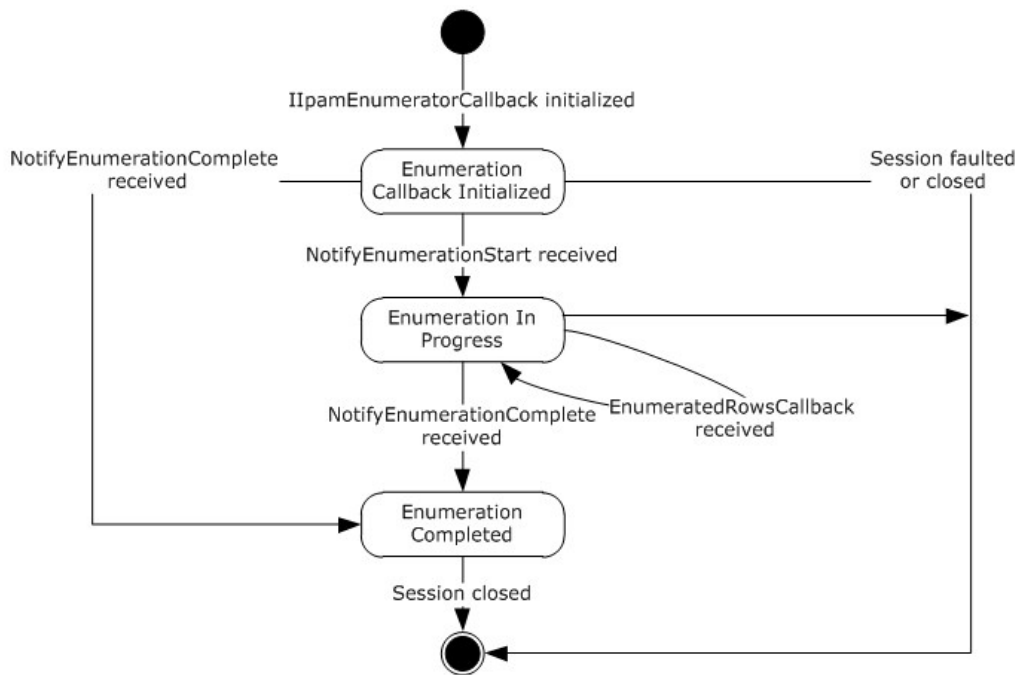 IIpamEnumeratorCallback initialized
NotifyEnumerationComplete
received
Enumeration
Callback Initialized
Session faulted
or closed
NotifyEnumerationStart received
Enumeration In
Progress
NotifyEnumerationComplete
received
EnumeratedRowsCallback
received
Enumeration
Completed
Session closed